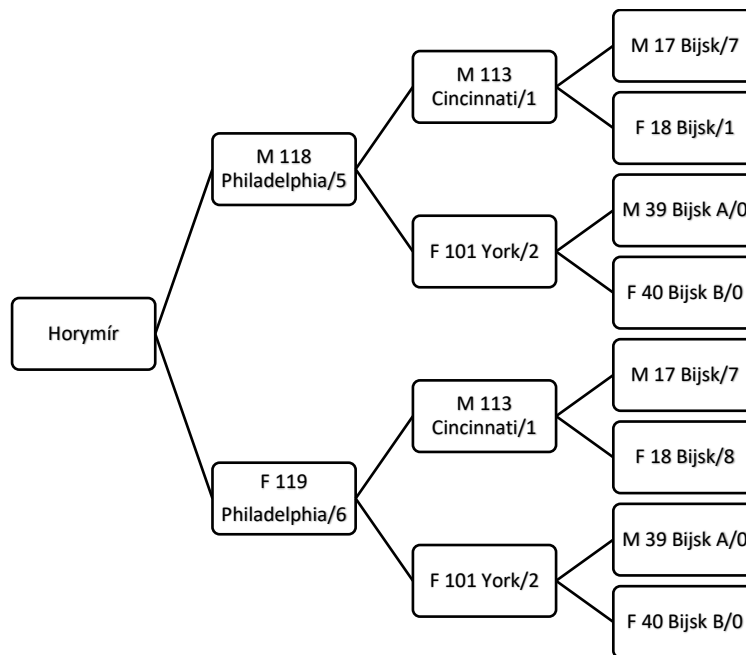 Horymír
M 118
Philadelphia/5
F 119
Philadelphia/6
M 113
Cincinnati/1
F 101 York/2
M 113
Cincinnati/1
F 101 York/2
M 17 Bijsk/7
F 18 Bijsk/1
M 39 Bijsk A/0
F 40 Bijsk B/0
M 17 Bijsk/7
F 18 Bijsk/8
M 39 Bijsk A/0
F 40 Bijsk B/0